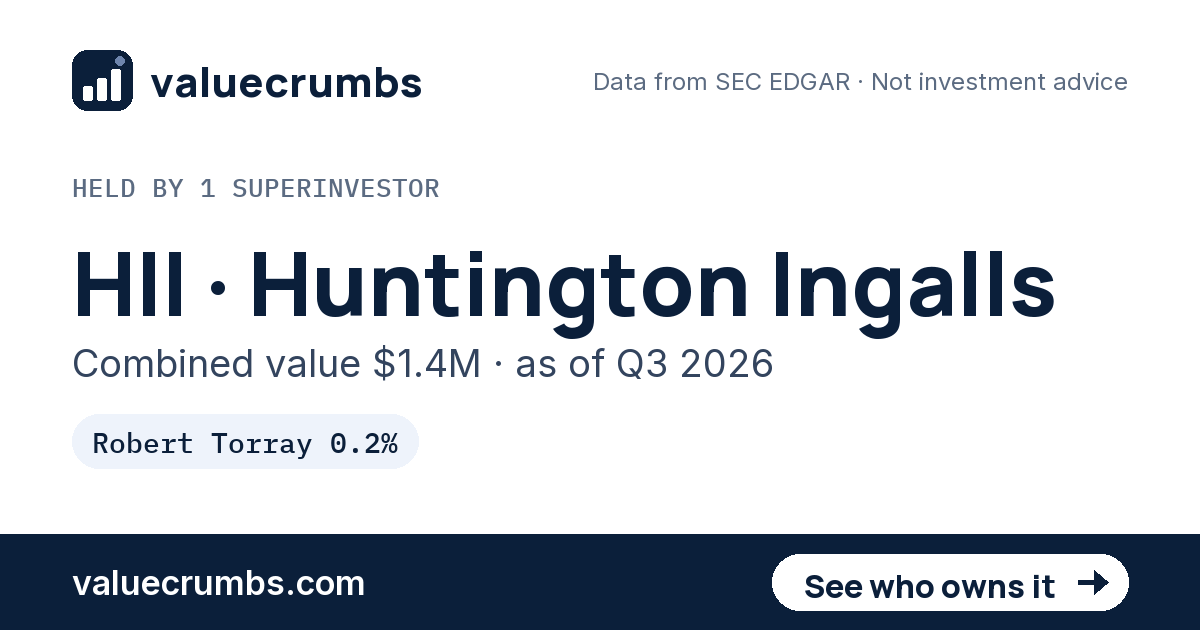 valuecrumbs
Data from SEC EDGAR · Not investment advice
HELD BY 1 SUPERINVESTOR
HII · Huntington Ingalls
Combined value $1.4M · as of Q3 2026
Robert Torray 0.2%
valuecrumbs.com
See who owns it →